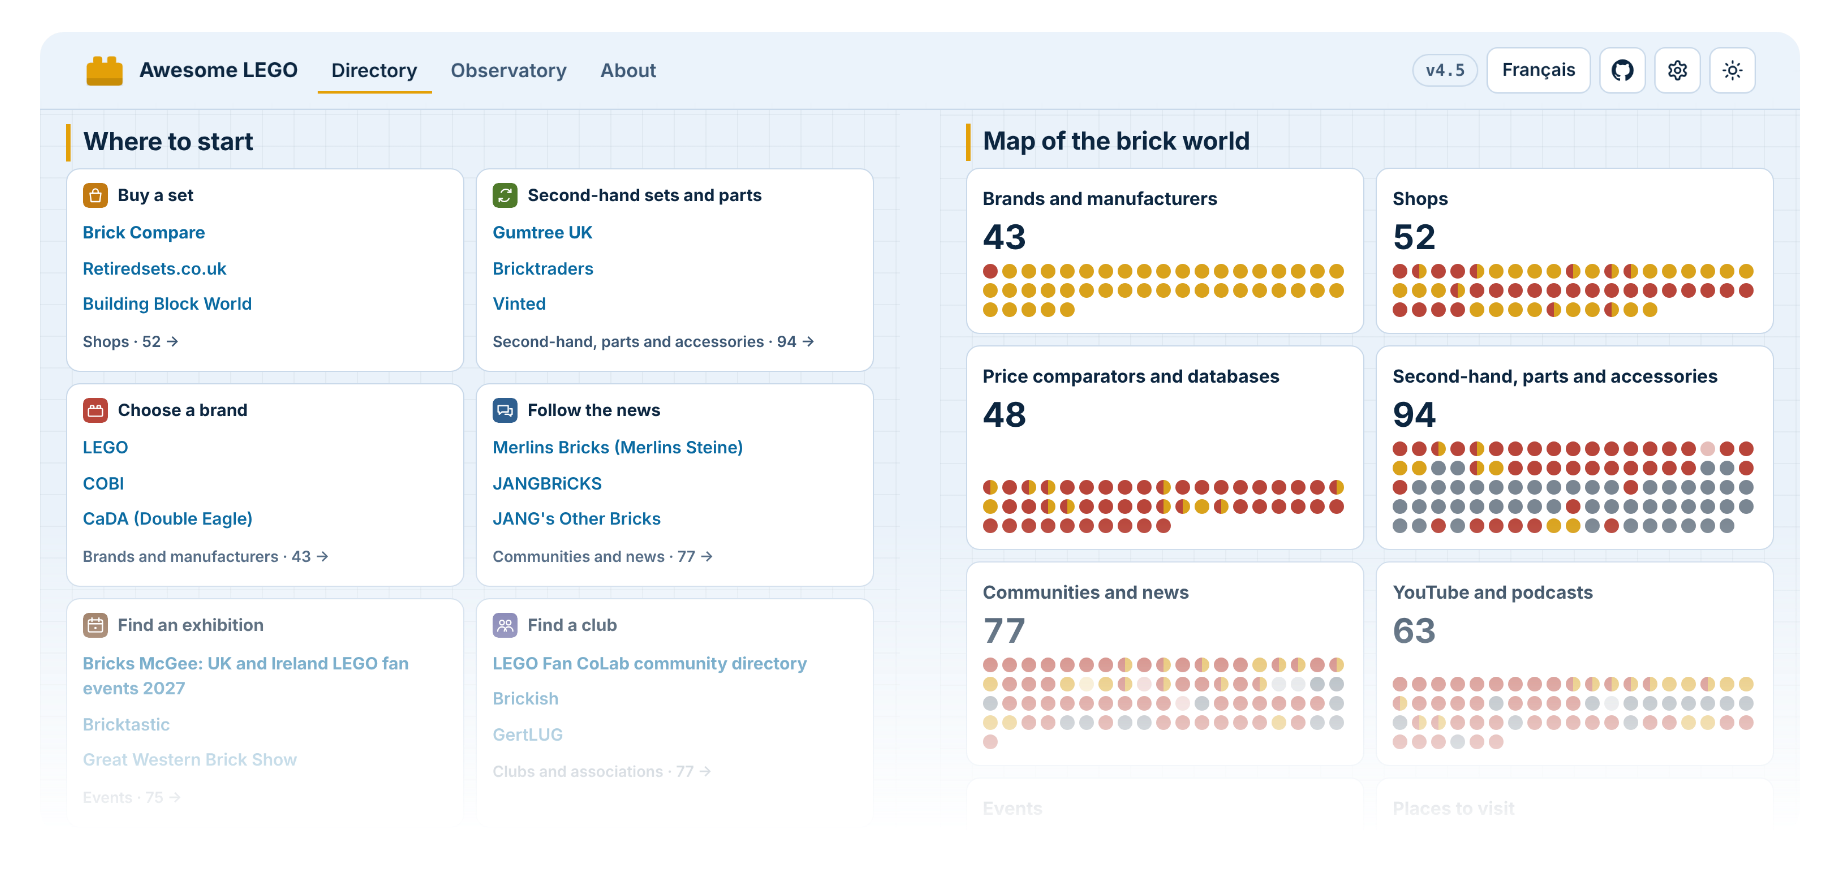 Awesome LEGO
Directory
Observatory
About
v4.5
Français
Where to start
Buy a set
Brick Compare
Retiredsets.co.uk
Building Block World
Shops · 52 →
Second-hand sets and parts
Gumtree UK
Bricktraders
Vinted
Second-hand, parts and accessories · 94 →
Choose a brand
LEGO
COBI
CaDA (Double Eagle)
Brands and manufacturers · 43 →
Follow the news
Merlins Bricks (Merlins Steine)
JANGBRiCKS
JANG's Other Bricks
Communities and news · 77 →
Find an exhibition
Bricks McGee: UK and Ireland LEGO fan
events 2027
Bricktastic
Great Western Brick Show
Events · 75 →
Find a club
LEGO Fan CoLab community directory
Brickish
GertLUG
Clubs and associations · 77 →
Map of the brick world
Brands and manufacturers
43
Shops
52
Price comparators and databases
48
Second-hand, parts and accessories
94
Communities and news
77
YouTube and podcasts
63
Events
Places to visit